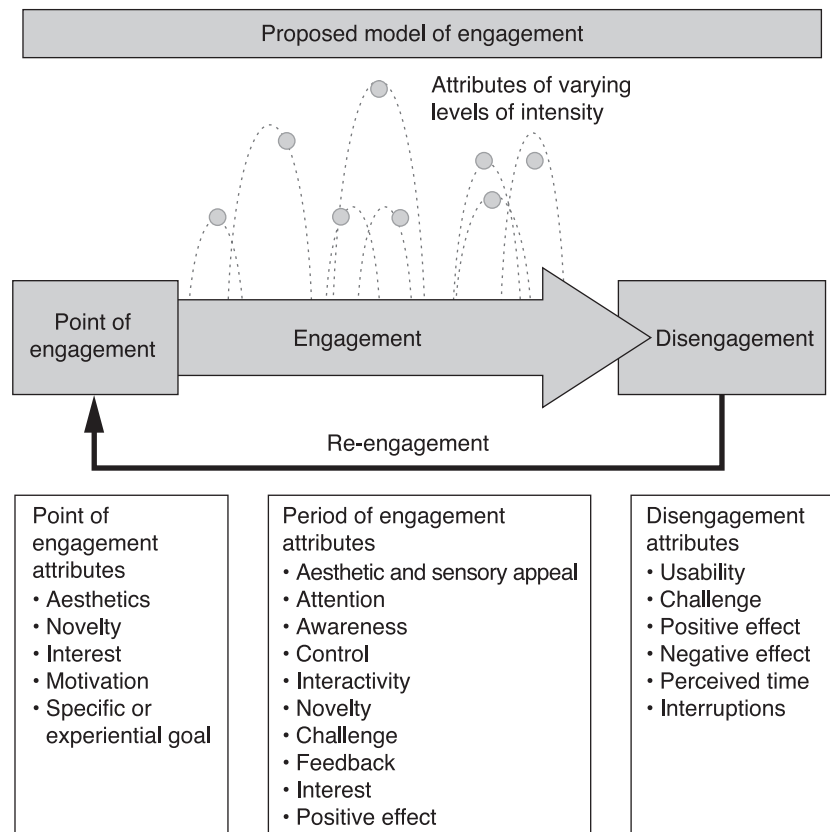 Proposed model of engagement
Attributes of varying
levels of intensity
Point of
engagement
Engagement
Disengagement
Re-engagement
Point of
engagement
attributes
• Aesthetics
• Novelty
• Interest
• Motivation
• Specific or
experiential goal
Period of engagement
attributes
• Aesthetic and sensory appeal
• Attention
• Awareness
• Control
• Interactivity
• Novelty
• Challenge
• Feedback
• Interest
• Positive effect
Disengagement
attributes
• Usability
• Challenge
• Positive effect
• Negative effect
• Perceived time
• Interruptions